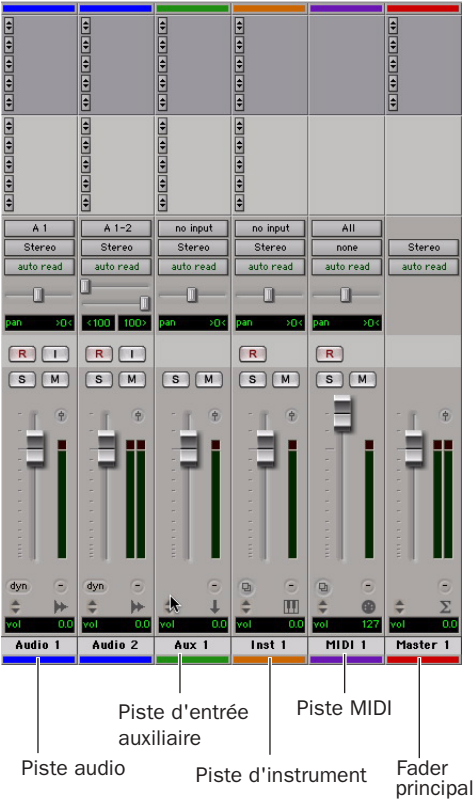 A 1 A 1-2 no input no input All
Stereo Stereo Stereo Stereo none Stereo
auto read auto read auto read auto read auto read auto read
pan >0< <100 100> pan >0< pan >0< pan >0<
R I R I R R
S M S M S M S M S M
dyn dyn
vol 0.0 vol 0.0 vol 0.0 vol 0.0 vol 127 vol 0.0
Audio 1 Audio 2 Aux 1 Inst 1 MIDI 1 Master 1
Piste d'entrée
auxiliaire
Piste MIDI
Piste audio
Piste d'instrument
Fader
principal